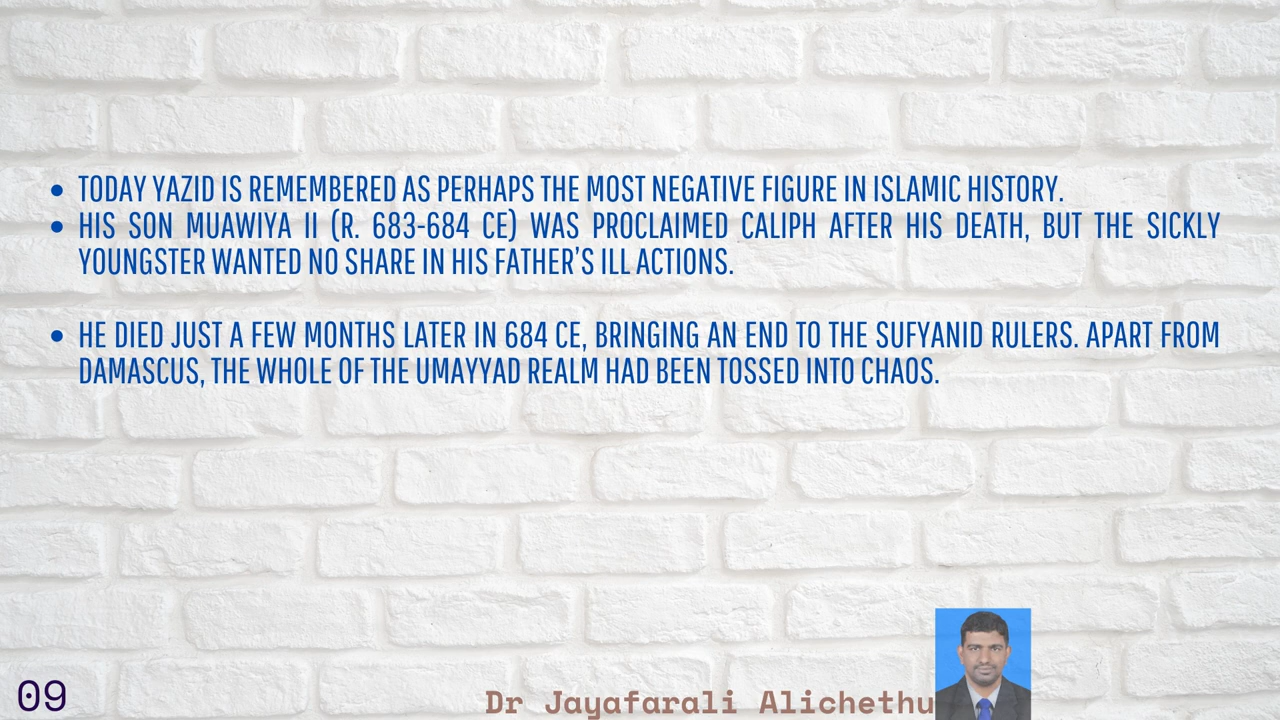 TODAY YAZID IS REMEMBERED AS PERHAPS THE MOST NEGATIVE FIGURE IN ISLAMIC HISTORY.
HIS SON MUAWIYA II (R. 683-684 CE) WAS PROCLAIMED CALIPH AFTER HIS DEATH, BUT THE SICKLY
YOUNGSTER WANTED NO SHARE IN HIS FATHER'S ILL ACTIONS.
HE DIED JUST A FEW MONTHS LATER IN 684 CE, BRINGING AN END TO THE SUFYANID RULERS. APART FROM
DAMASCUS, THE WHOLE OF THE UMAYYAD REALM HAD BEEN TOSSED INTO CHAOS.
09
Dr Jayafarali Alichethu